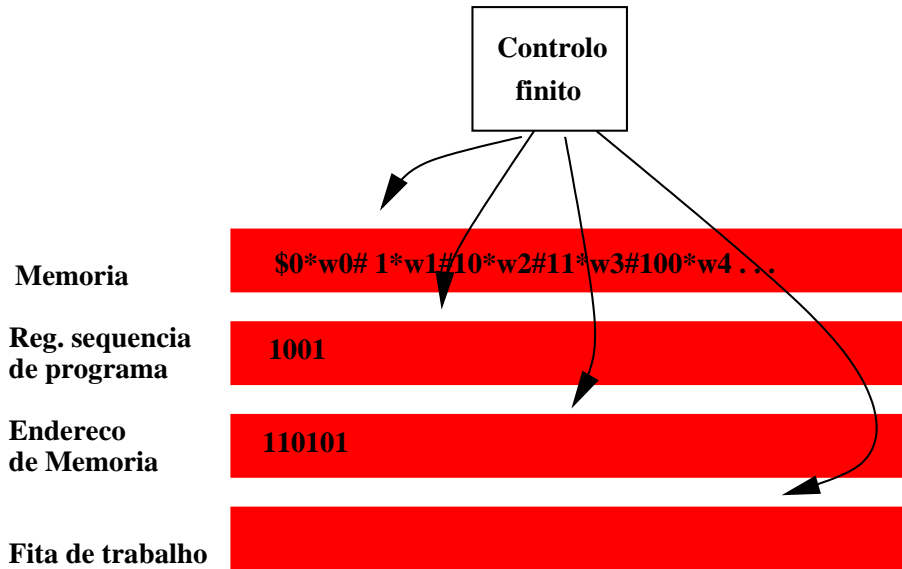 Controlo
finito
Memoria
$0*w0# 1*w1#10*w2#11*w3#100*w4 . . .
Reg. sequencia
de programa
1001
Endereco
de Memoria
110101
Fita de trabalho